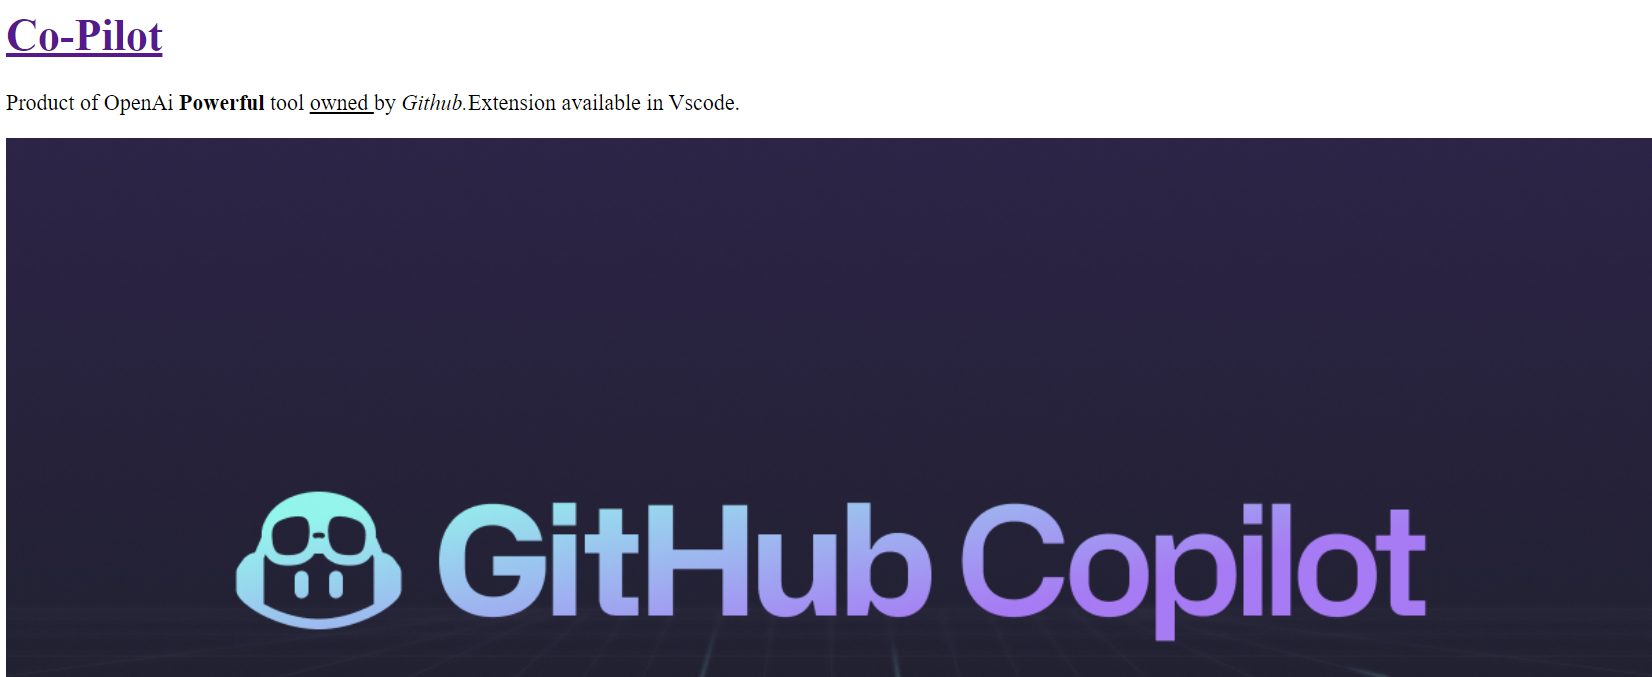 Co-Pilot
Product of OpenAi Powerful tool owned by Github.Extension available in Vscode.
GitHub Copilot